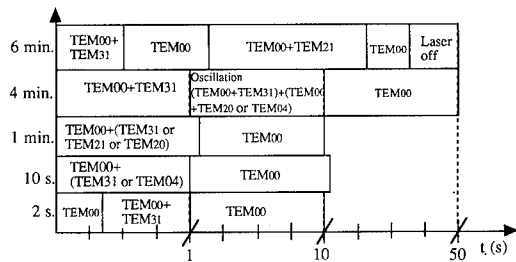 6 min.
TEM00+
TEM31
TEM00
TEM00+TEM21
TEM00
Laser
off
4 min.
TEM00+TEM31
Oscillation
(TEM00+TEM31)+(TEM00
+TEM20 or TEM04)
TEM00
1 min.
TEM00+(TEM31 or
TEM21 or TEM20)
TEM00
10 s.
TEM00+
(TEM31 or TEM04)
TEM00
2 s.
TEM00
TEM00+
TEM31
TEM00
1
10
50
t (s)